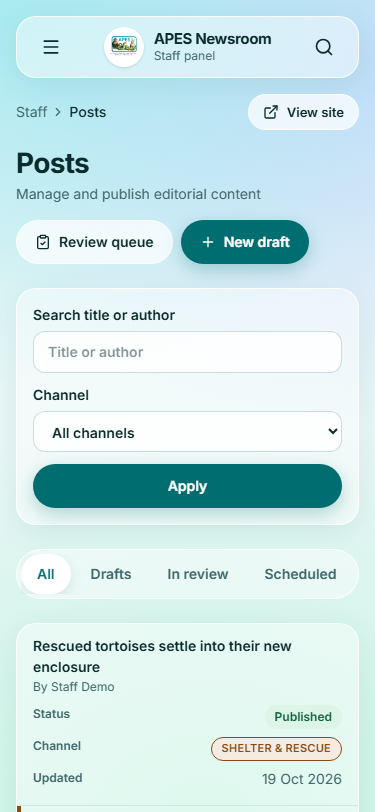 APES
APES Newsroom
Staff panel
Staff > Posts
View site
Posts
Manage and publish editorial content
Review queue
New draft
Search title or author
Title or author
Channel
All channels
Apply
All
Drafts
In review
Scheduled
Rescued tortoises settle into their new
enclosure
By Staff Demo
Status
Published
Channel
SHELTER & RESCUE
Updated
19 Oct 2026